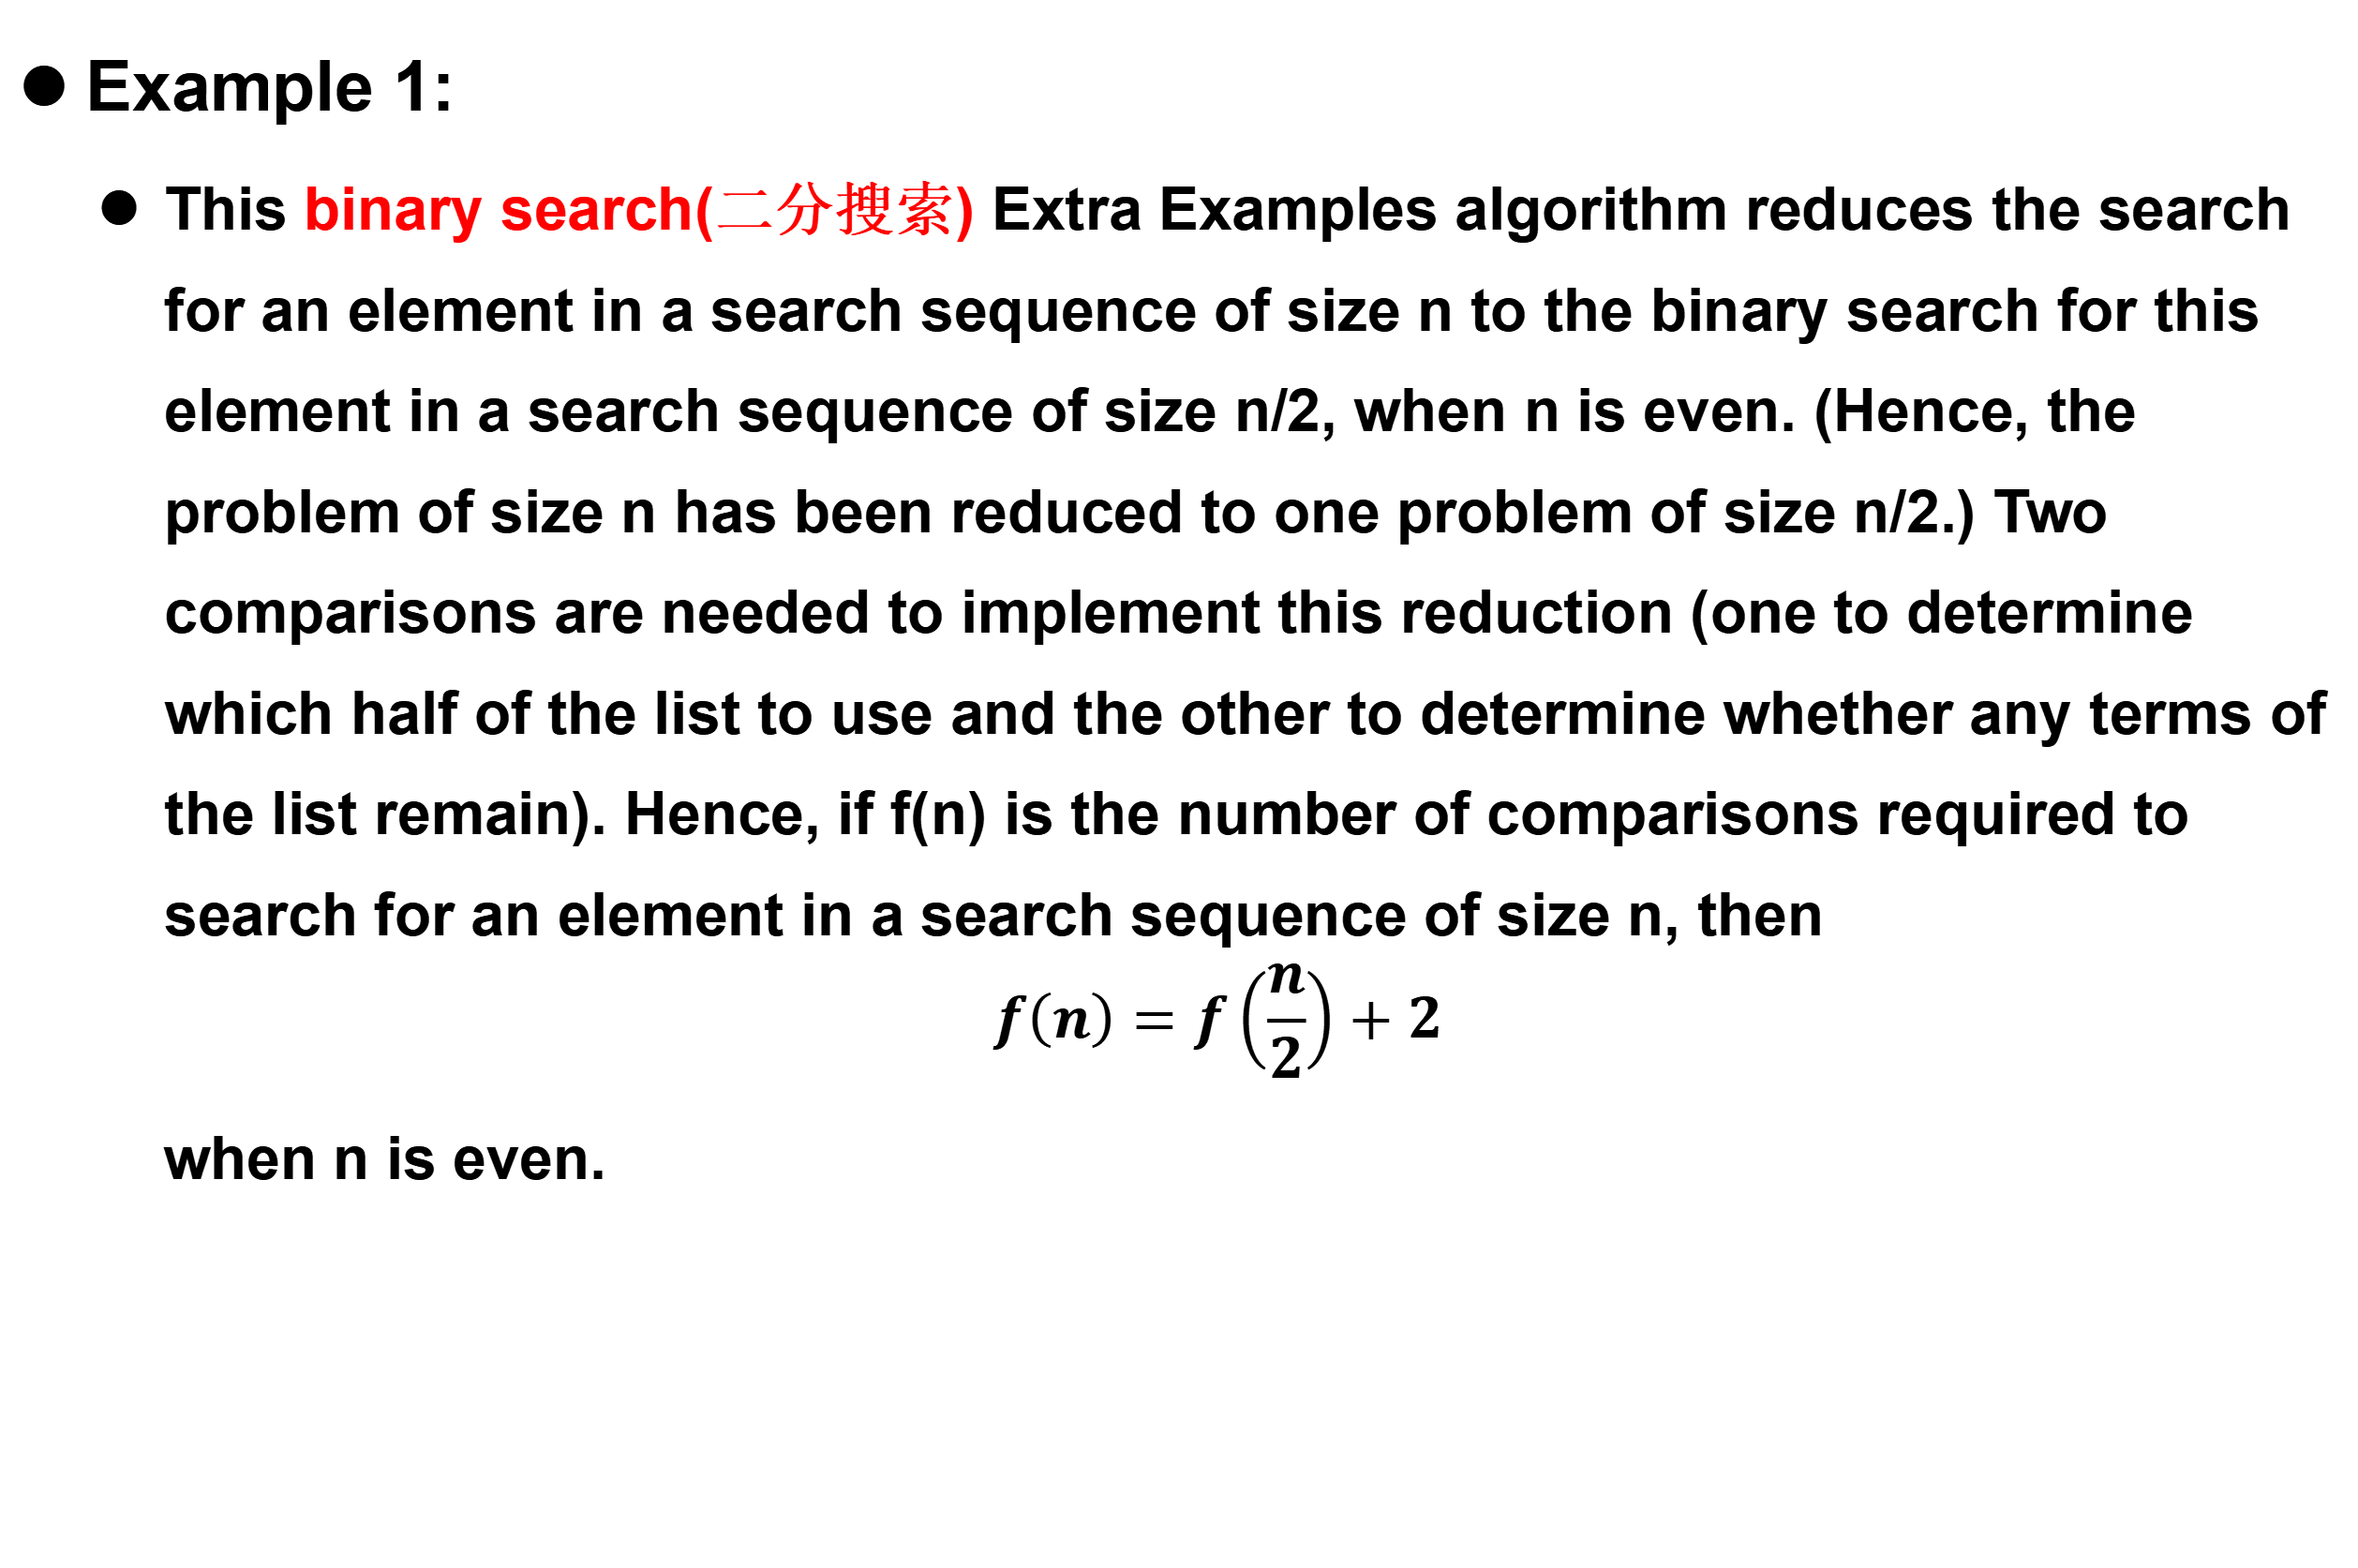 ● Example 1:
● This binary search(二分搜索) Extra Examples algorithm reduces the search
for an element in a search sequence of size n to the binary search for this
element in a search sequence of size n/2, when n is even. (Hence, the
problem of size n has been reduced to one problem of size n/2.) Two
comparisons are needed to implement this reduction (one to determine
which half of the list to use and the other to determine whether any terms of
the list remain). Hence, if f(n) is the number of comparisons required to
search for an element in a search sequence of size n, then
f(n) = f(n/2) + 2
when n is even.